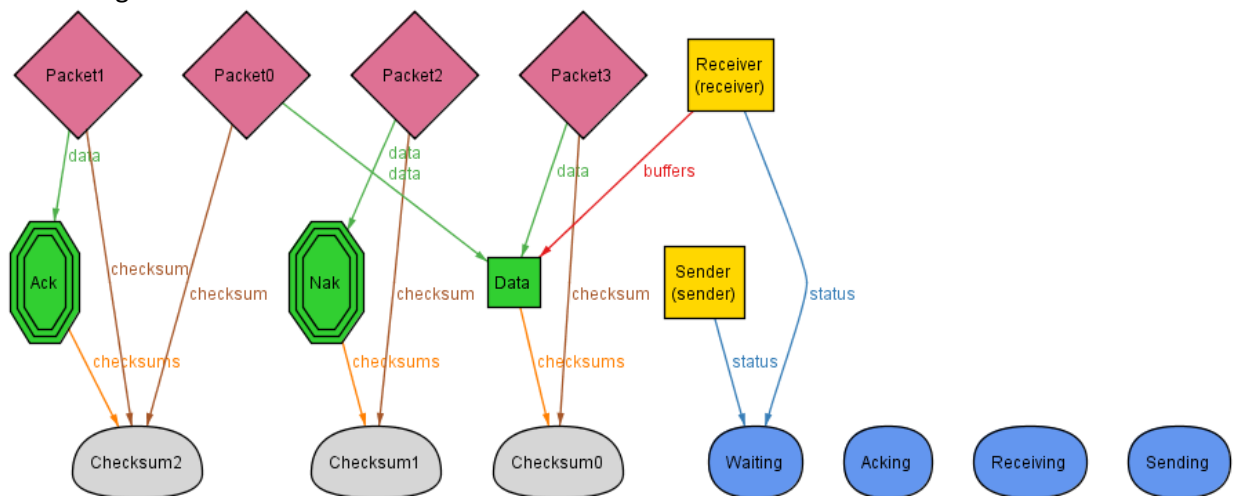 Packet1
Packet0
Packet2
Packet3
Receiver
(receiver)
data
data
data
data
buffers
Ack
checksum
checksum
Nak
checksum
Data
checksum
Sender
(sender)
status
checksums
checksums
checksums
status
Checksum2
Checksum1
Checksum0
Waiting
Acking
Receiving
Sending